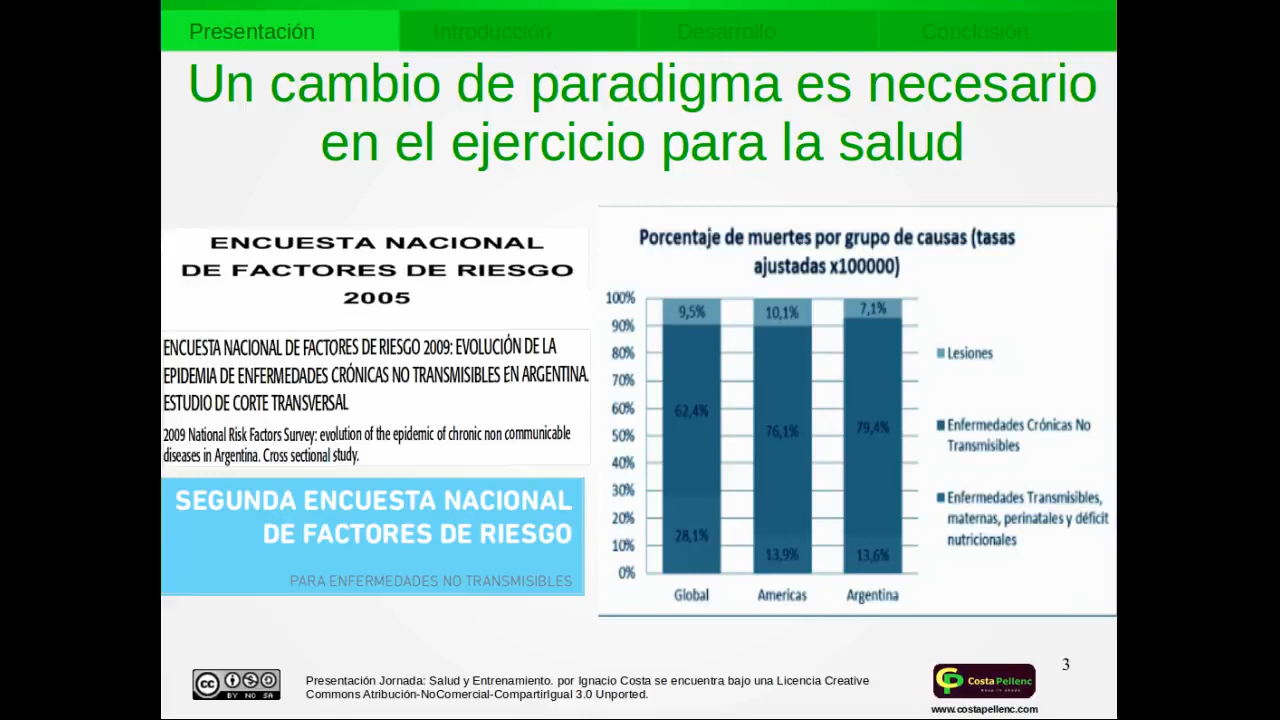 Presentación
Introducción
Desarrollo
Conclusión
Un cambio de paradigma es necesario
en el ejercicio para la salud
ENCUESTA NACIONAL
DE FACTORES DE RIESGO
2005
ENCUESTA NACIONAL DE FACTORES DE RIESGO 2009: EVOLUCIÓN DE LA
EPIDEMIA DE ENFERMEDADES CRÓNICAS NO TRANSMISIBLES EN ARGENTINA.
ESTUDIO DE CORTE TRANSVERSAL
2009 National Risk Factors Survey: evolution of the epidemic of chronic non communicable
diseases in Argentina. Cross sectional study.
SEGUNDA ENCUESTA NACIONAL
DE FACTORES DE RIESGO
PARA ENFERMEDADES NO TRANSMISIBLES
Porcentaje de muertes por grupo de causas (tasas
ajustadas x100000)
100%
90%
80%
70%
60%
50%
40%
30%
20%
10%
0%
9,5%
10,1%
7,1%
62,4%
76,1%
79,4%
28,1%
13,9%
13,6%
Global
Americas
Argentina
Lesiones
Enfermedades Crónicas No
Transmisibles
Enfermedades Transmisibles,
maternas, perinatales y déficit
nutricionales
3
cc
BY NC SA
Presentación Jornada: Salud y Entrenamiento, por Ignacio Costa se encuentra bajo una Licencia Creative
Commons Atribución-NoComercial-CompartirIgual 3.0 Unported.
CP
Costa Pellenc
www.costapellenc.com